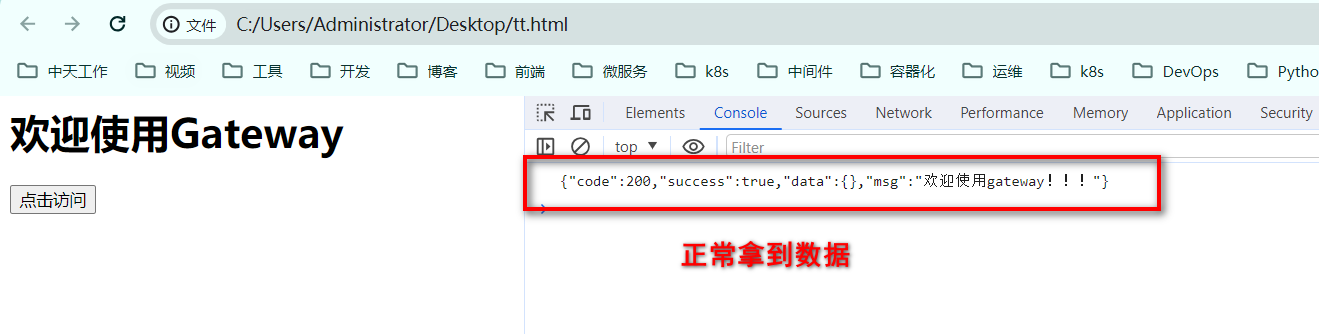 文件 C:/Users/Administrator/Desktop/tt.html
中天工作 视频 工具 开发 博客 前端 微服务 k8s 中间件 容器化 运维 k8s DevOps Pytho
欢迎使用Gateway
点击访问
Elements Console Sources Network Performance Memory Application Security
top Filter
{"code":200,"success":true,"data":{},"msg":"欢迎使用gateway！！！"}
正常拿到数据